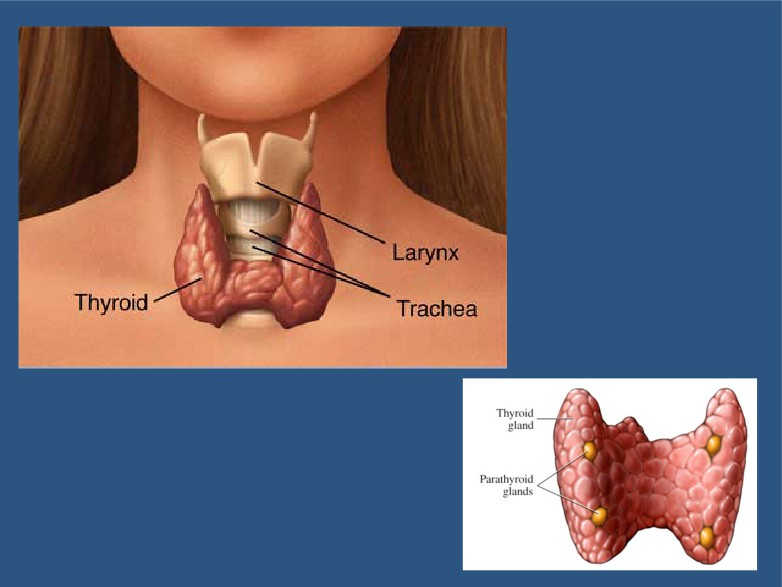 Larynx
Thyroid
Trachea
Thyroid
gland
Parathyroid
glands